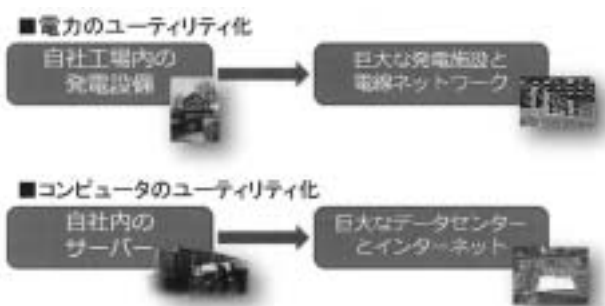 ■電力のユーティリティ化
自社工場内の
発電設備
巨大な発電施設と
電線ネットワーク
■コンピュータのユーティリティ化
自社内の
サーバー
巨大なデータセンター
とインターネット